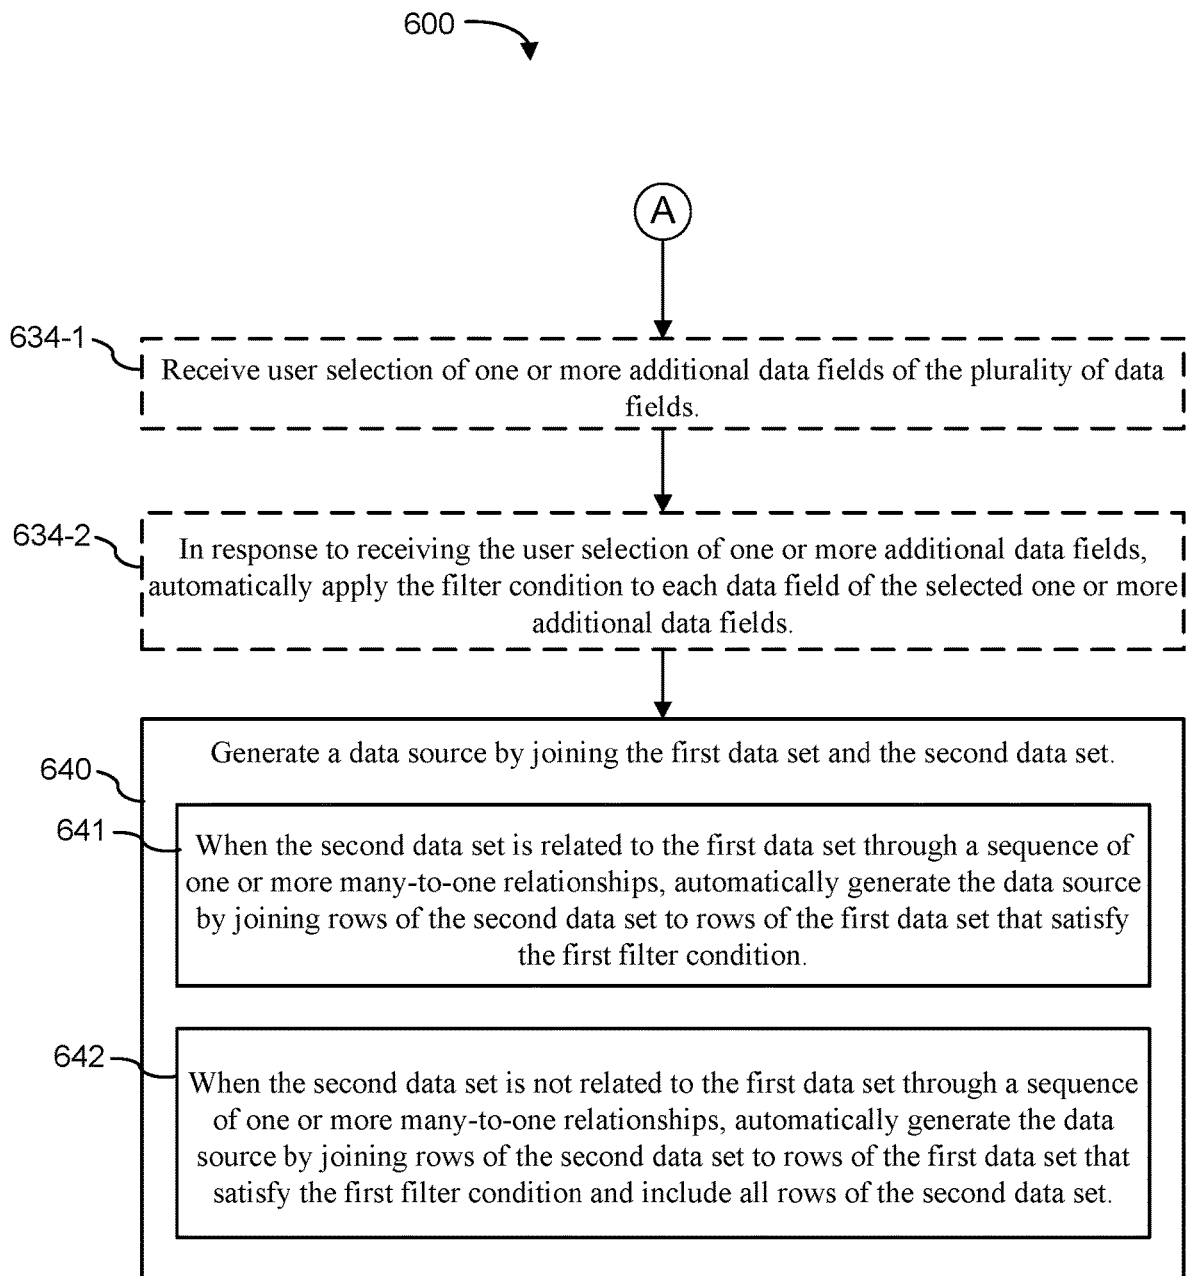 600
A
634-1
Receive user selection of one or more additional data fields of the plurality of data
fields.
634-2
In response to receiving the user selection of one or more additional data fields,
automatically apply the filter condition to each data field of the selected one or more
additional data fields.
640
Generate a data source by joining the first data set and the second data set.
641
When the second data set is related to the first data set through a sequence of
one or more many-to-one relationships, automatically generate the data source
by joining rows of the second data set to rows of the first data set that satisfy
the first filter condition.
642
When the second data set is not related to the first data set through a sequence
of one or more many-to-one relationships, automatically generate the data
source by joining rows of the second data set to rows of the first data set that
satisfy the first filter condition and include all rows of the second data set.